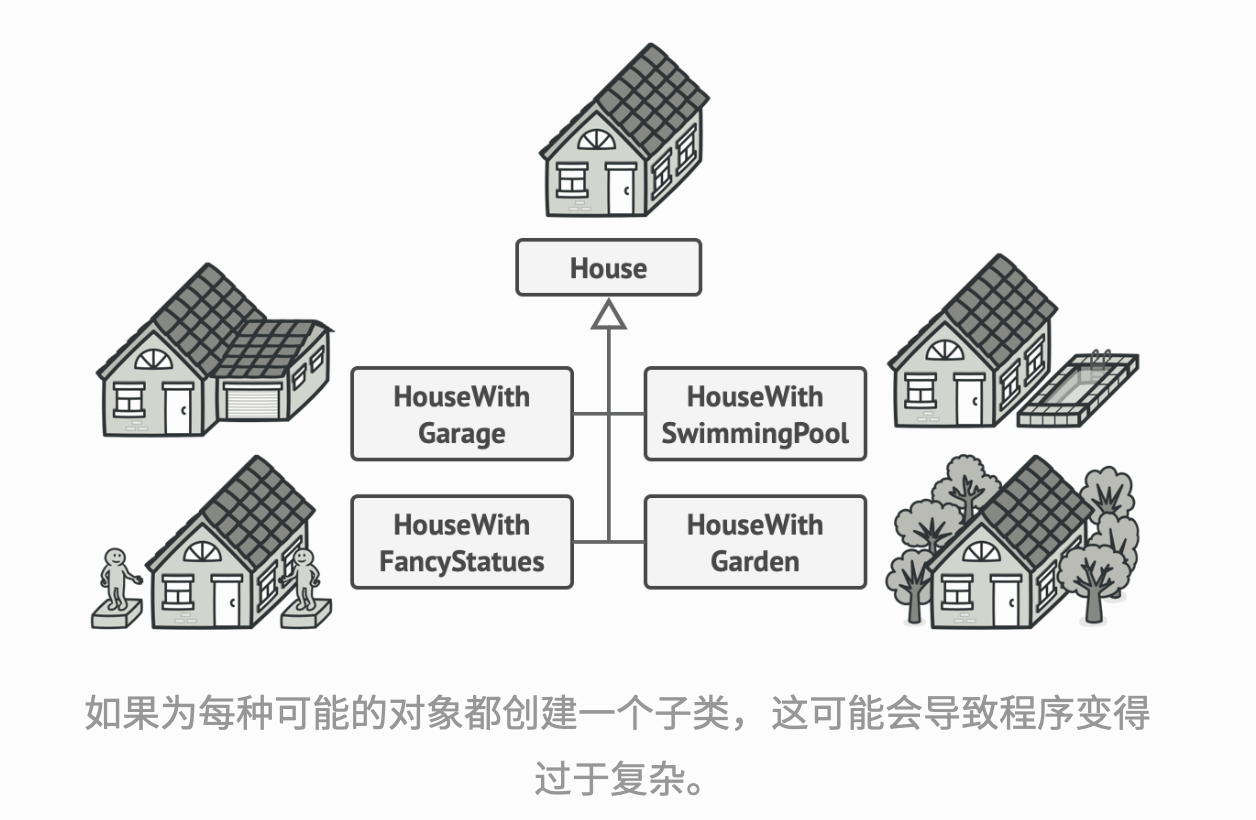 House
HouseWith
Garage
HouseWith
SwimmingPool
HouseWith
FancyStatues
HouseWith
Garden
如果为每种可能的对象都创建一个子类，这可能会导致程序变得
过于复杂。